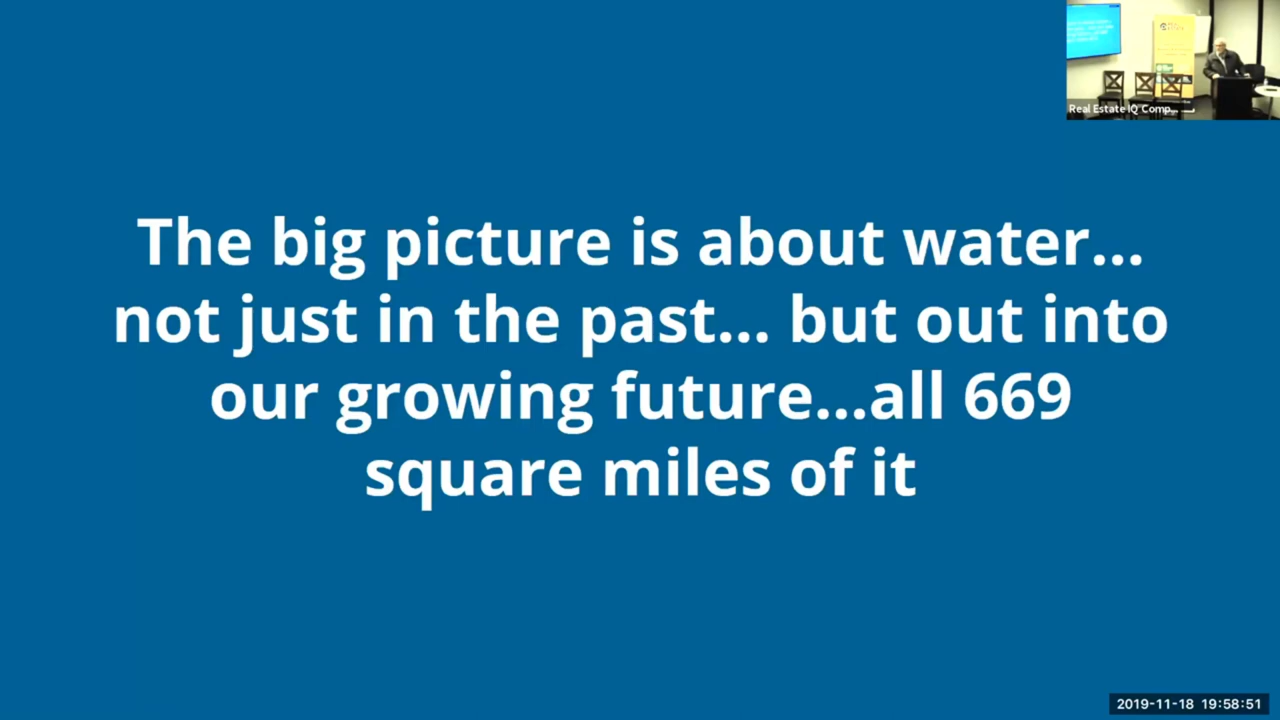 Real Estate IQ Comp...
The big picture is about water...
not just in the past... but out into
our growing future...all 669
square miles of it
2019-11-18 19:58:51